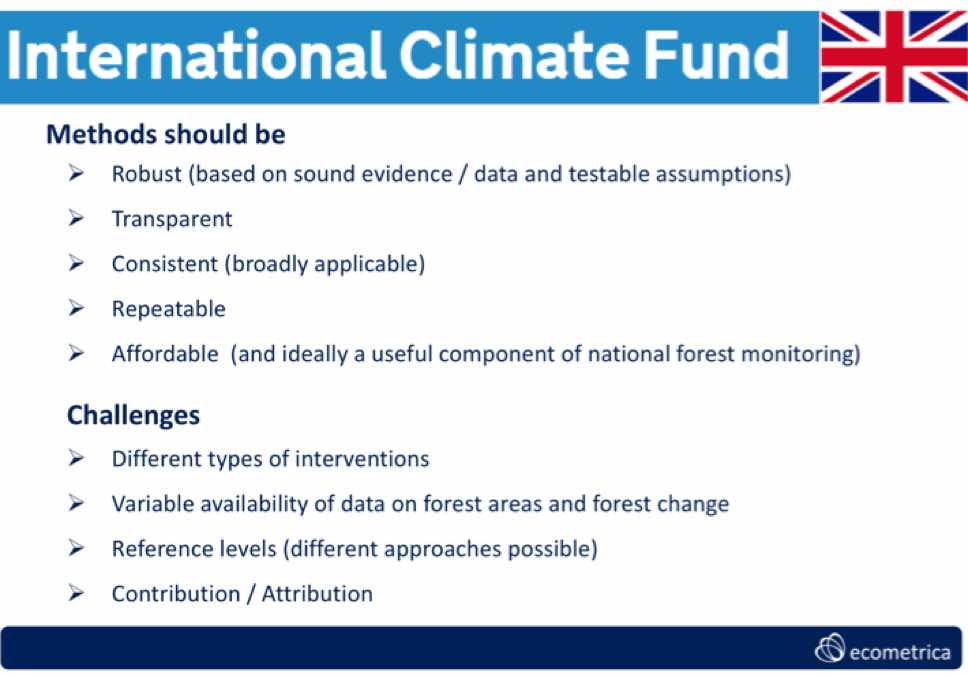 International Climate Fund
Methods should be
Robust (based on sound evidence / data and testable assumptions)
Transparent
Consistent (broadly applicable)
Repeatable
Affordable  (and ideally a useful component of national forest monitoring)
Challenges
Different types of interventions
Variable availability of data on forest areas and forest change
Reference levels (different approaches possible)
Contribution / Attribution
ecometrica